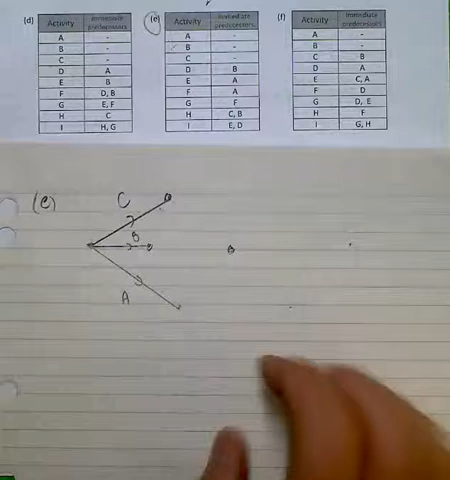 (d) Activity Immediate predecessors
A -
B -
C -
D A
E B
F D, B
G E, F
H C
I H, G
(e) Activity Immediate predecessors
A -
B -
C -
D B
E A
F A
G F
H C, B
I E, D
(f) Activity Immediate predecessors
A -
B -
C B
D A
E C, A
F D
G D, E
H F
I G, H
(e)
C
B
A